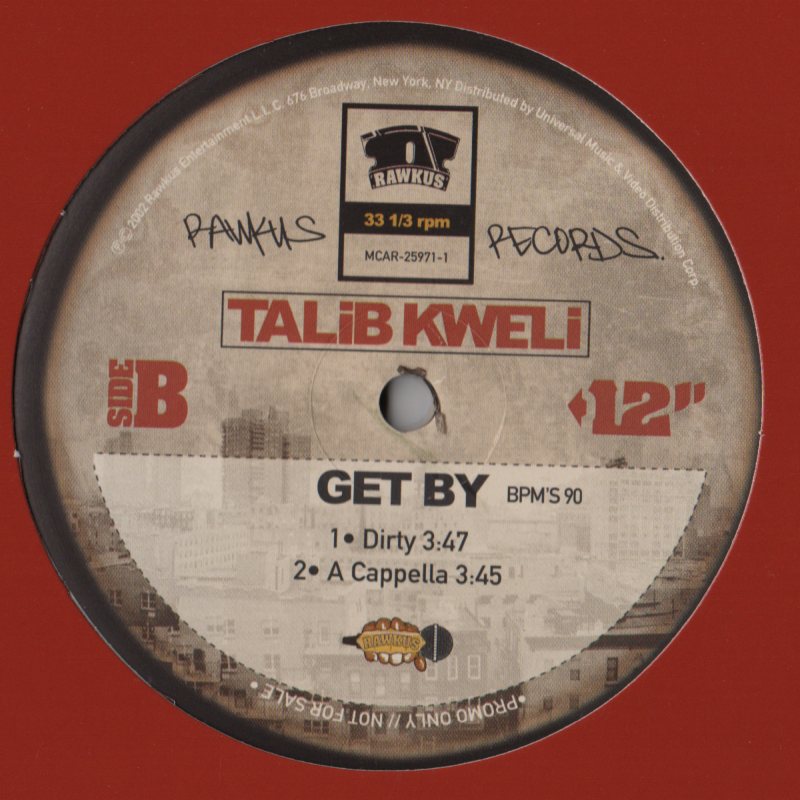 ℗© 2002 Rawkus Entertainment L.L.C. 676 Broadway, New York, NY Distributed by Universal Music & Video Distribution Corp.
RAWKUS
33 1/3 rpm
MCAR-25971-1
RAWKUS RECORDS.
TALiB KWELi
SIDE B
12"
GET BY BPM'S 90
1• Dirty 3:47
2• A Cappella 3:45
RAWKUS
•PROMO ONLY // NOT FOR SALE •